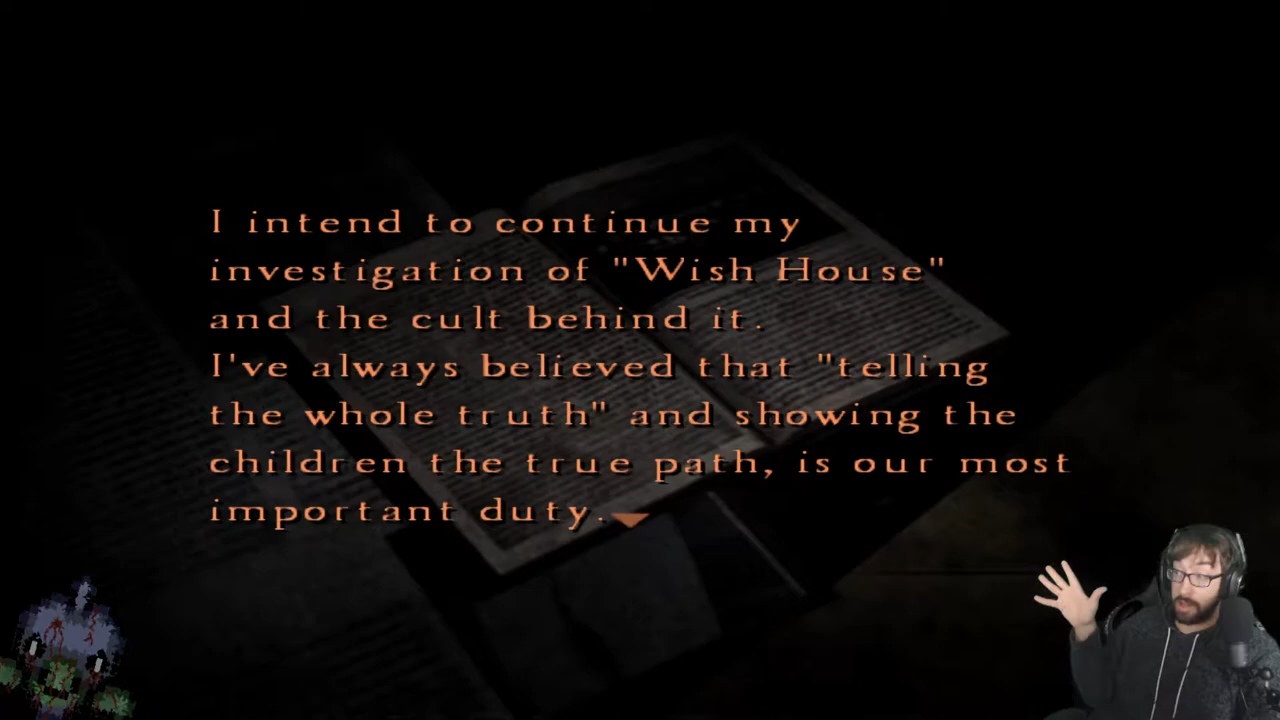 I intend to continue my
investigation of "Wish House"
and the cult behind it.
I've always believed that "telling
the whole truth" and showing the
children the true path, is our most
important duty.